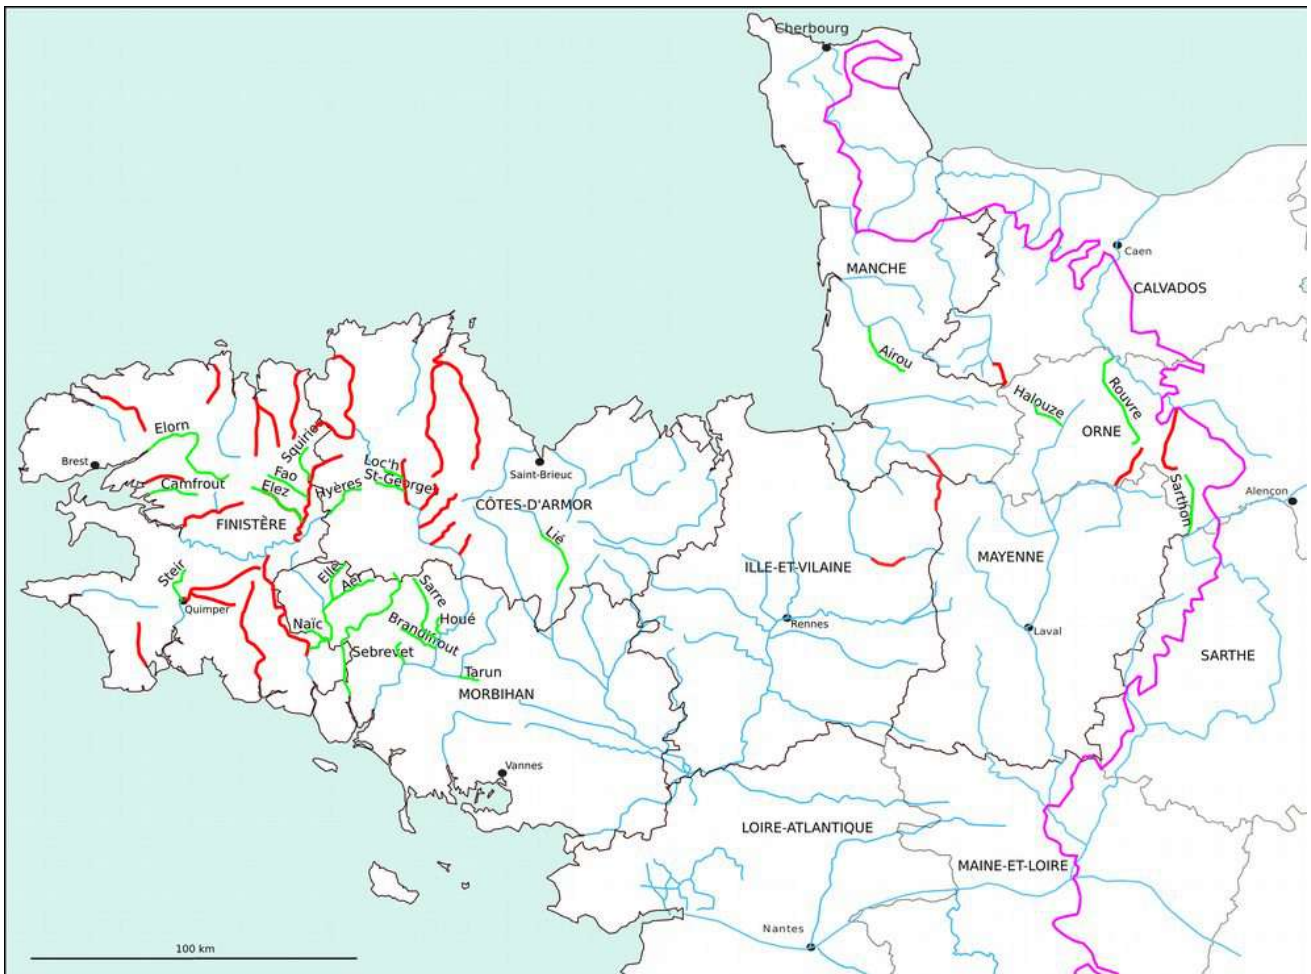 Cherbourg
Caen
MANCHE
CALVADOS
Airou
Halouze
Rouvre
ORNE
Sarthon
Alençon
Elorn
Brest
Squiriou
Fao
Elez
Camfrout
Loc'h
St-George
Hyères
Saint-Brieuc
CÔTES-D'ARMOR
FINISTÈRE
Lié
ILLE-ET-VILAINE
MAYENNE
Steir
Quimper
Ellé
Aër
Sarre
Naïc
Houé
Brandifrout
Sebrevet
Tarun
MORBIHAN
Rennes
Laval
SARTHE
Vannes
LOIRE-ATLANTIQUE
MAINE-ET-LOIRE
Nantes
100 km